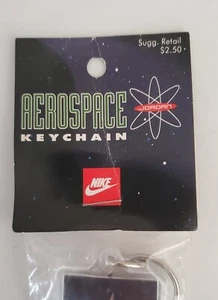 Sugg. Retail
$2.50
AEROSPACE
JORDAN
KEYCHAIN
NIKE